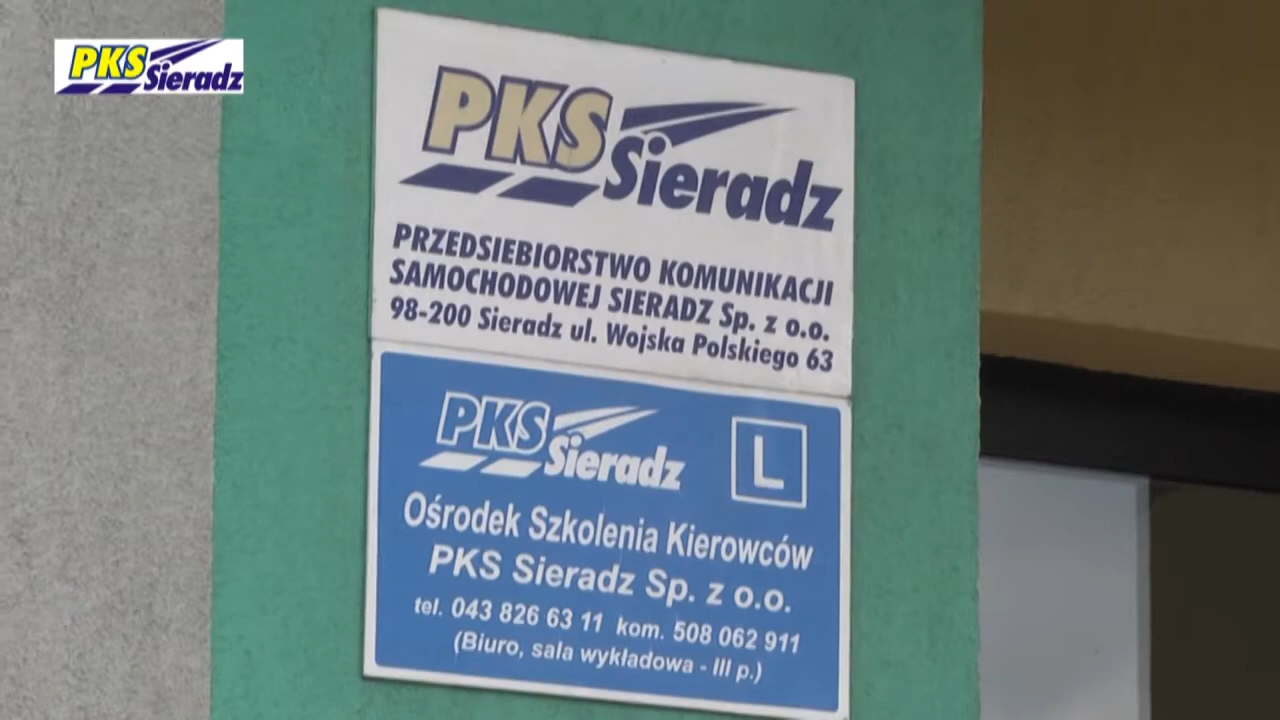 PKS Sieradz
PKS
Sieradz
PRZEDSIEBIORSTWO KOMUNIKACJI
SAMOCHODOWEJ SIERADZ Sp. z o.o.
98-200 Sieradz ul. Wojska Polskiego 63
PKS
Sieradz
L
Ośrodek Szkolenia Kierowców
PKS Sieradz Sp. z o.o.
tel. 043 826 63 11 kom. 508 062 911
(Biuro, sala wykładowa - III p.)